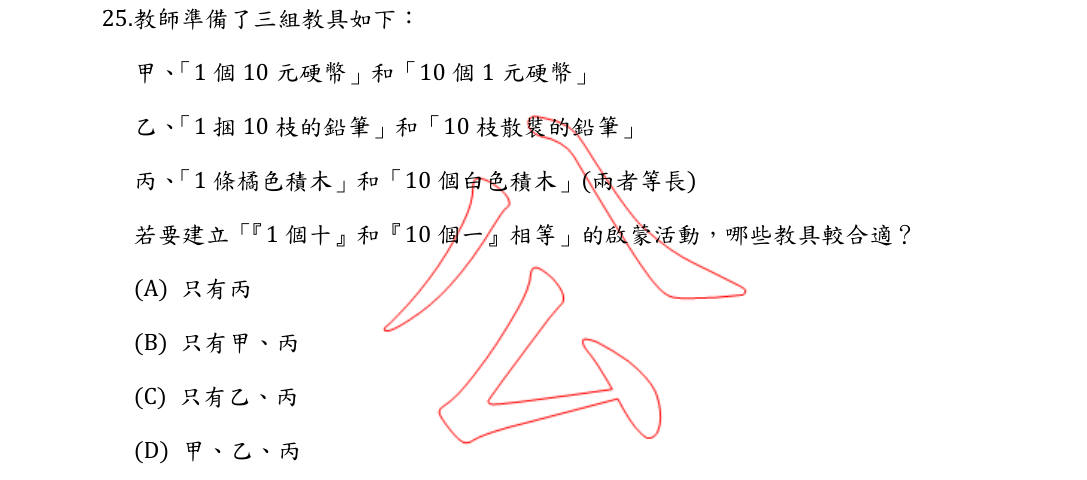 25.教師準備了三組教具如下：
甲、「1 個 10 元硬幣」和「10 個 1 元硬幣」
乙、「1 捆 10 枝的鉛筆」和「10 枝散裝的鉛筆」
丙、「1 條橘色積木」和「10 個白色積木」(兩者等長)
若要建立「『1 個十』和『10 個一』相等」的啟蒙活動，哪些教具較合適？
(A) 只有丙
(B) 只有甲、丙
(C) 只有乙、丙
(D) 甲、乙、丙
公